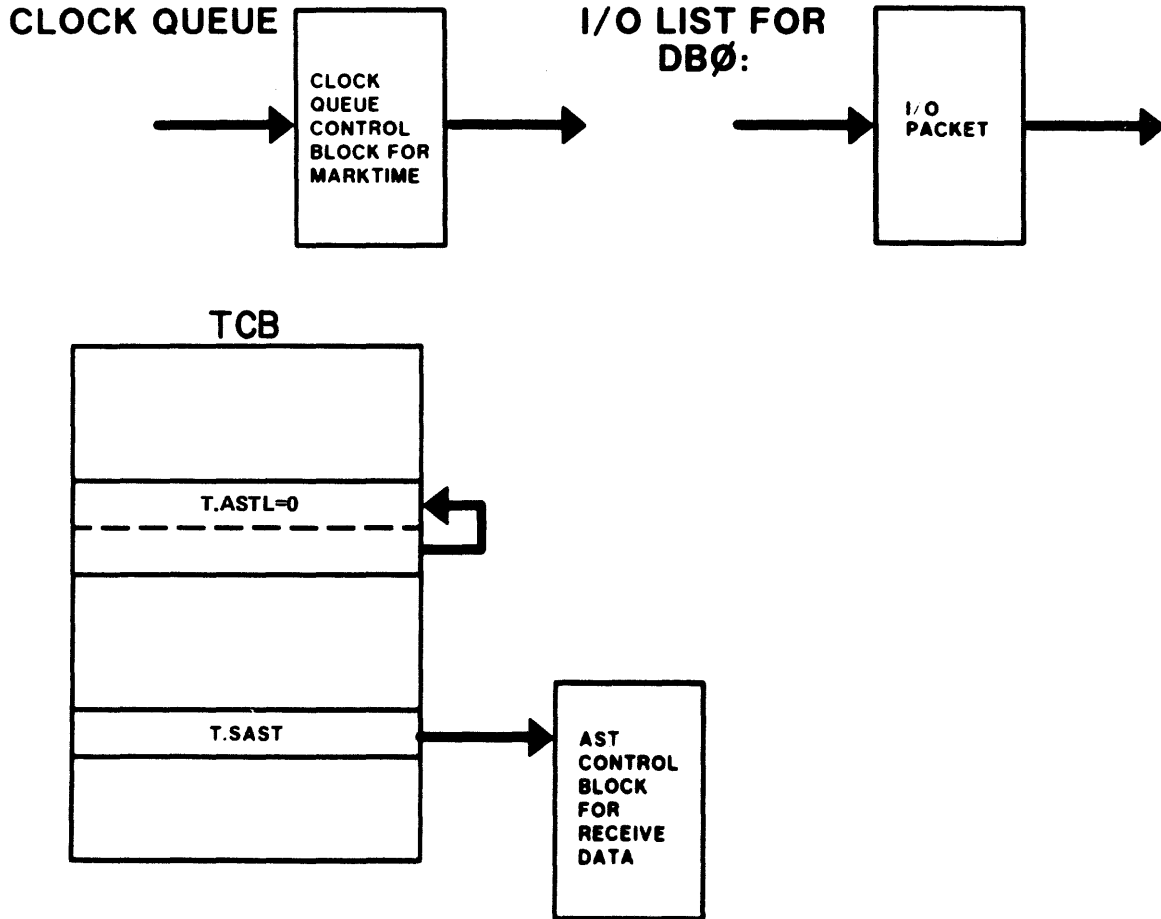 CLOCK QUEUE
CLOCK
QUEUE
CONTROL
BLOCK FOR
MARKTIME
I/O LIST FOR
DBØ:
I/O
PACKET
TCB
T.ASTL=0
T.SAST
AST
CONTROL
BLOCK
FOR
RECEIVE
DATA